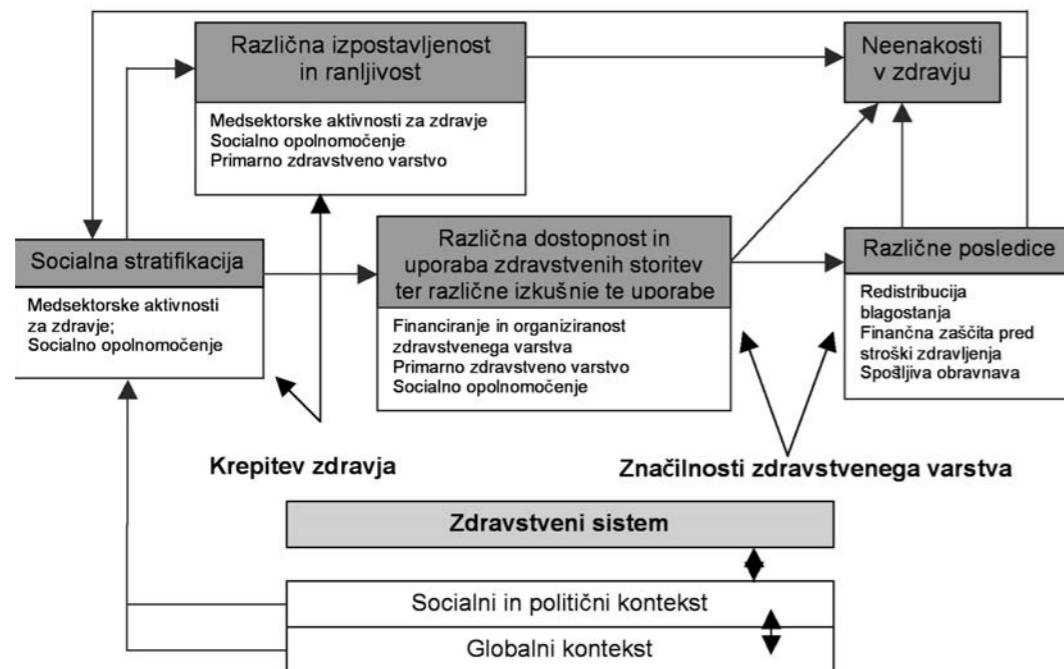 Različna izpostavljenost
in ranljivost
Medsektorske aktivnosti za zdravje
Socialno opolnomočenje
Primarno zdravstveno varstvo
Neenakosti
v zdravju
Socialna stratifikacija
Medsektorske aktivnosti
za zdravje;
Socialno opolnomočenje
Različna dostopnost in
uporaba zdravstvenih storitev
ter različne izkušnje te uporabe
Financiranje in organiziranost
zdravstvenega varstva
Primarno zdravstveno varstvo
Socialno opolnomočenje
Različne posledice
Redistribucija
blagostanja
Finančna zaščita pred
stroški zdravljenja
Spošljiva obravnava
Krepitev zdravja
Značilnosti zdravstvenega varstva
Zdravstveni sistem
Socialni in politični kontekst
Globalni kontekst